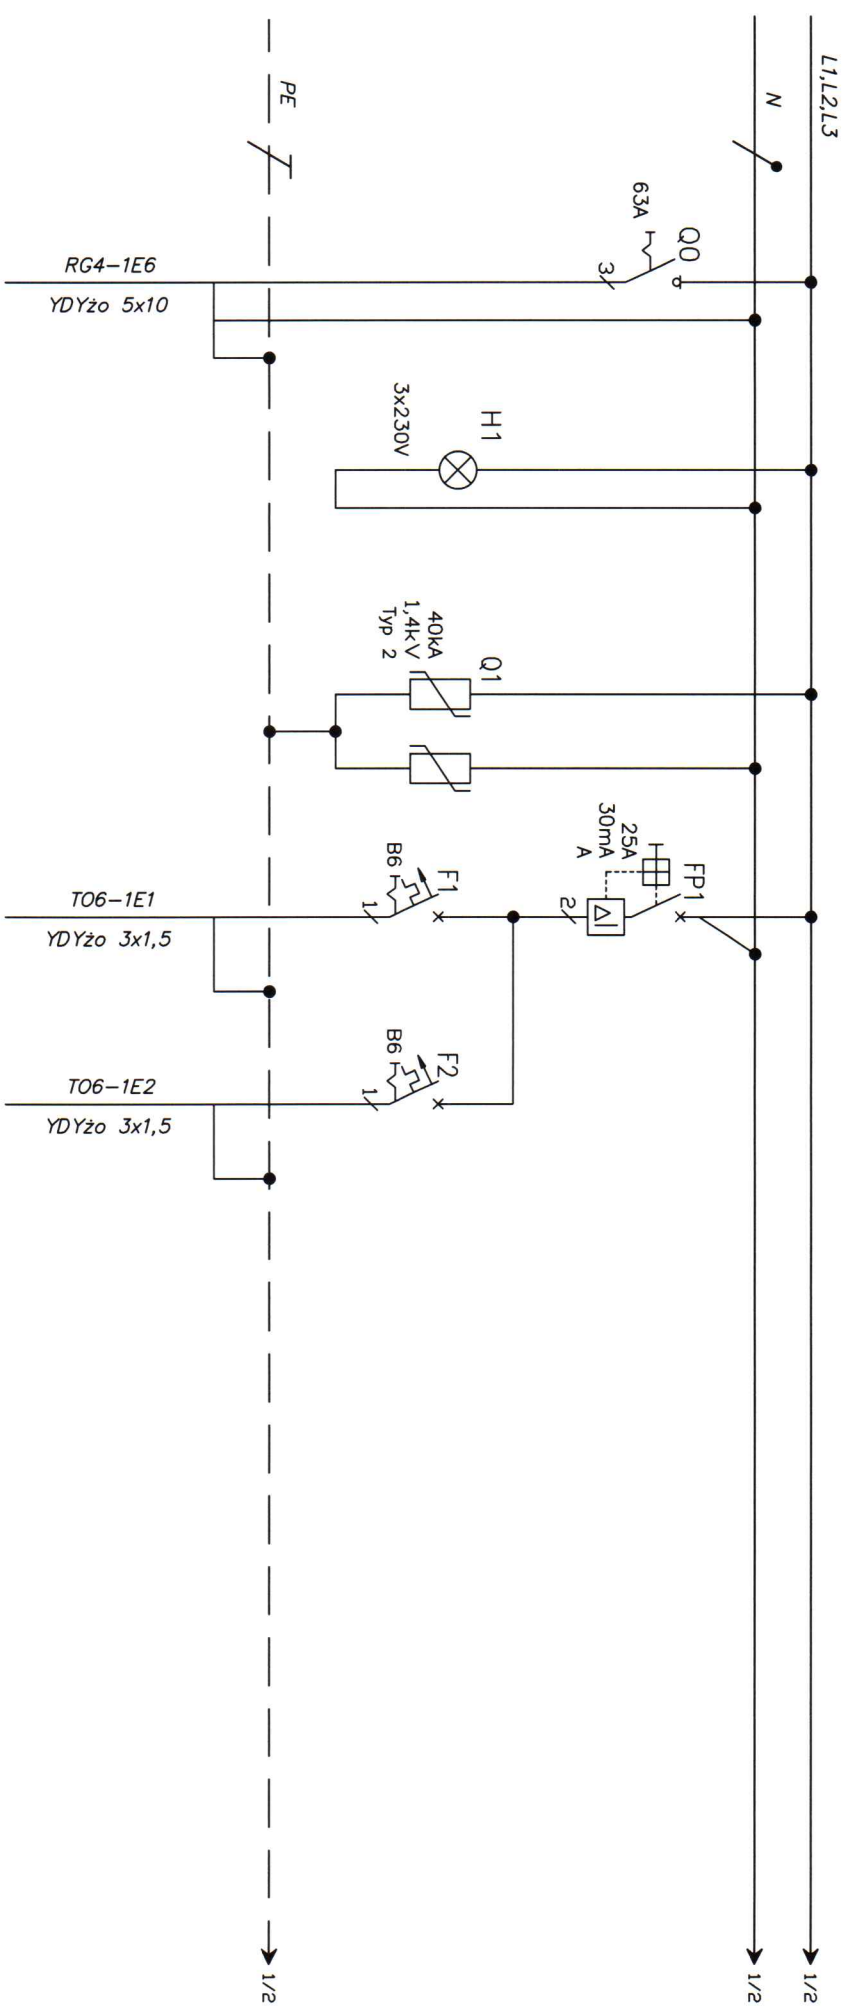 L1,L2,L3
N
PE
Q0
63A
3
RG4-1E6
YDYżo 5x10
H1
3x230V
Q1
40kA
1,4kV
Typ 2
FP1
25A
30mA
A
2
F1
B6
1
TO6-1E1
YDYżo 3x1,5
F2
B6
1
TO6-1E2
YDYżo 3x1,5
1/2
1/2
1/2